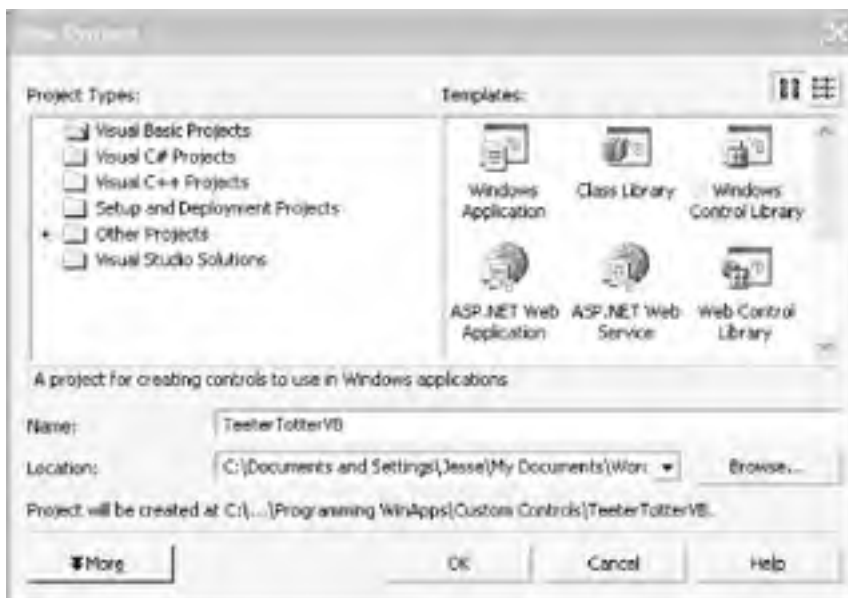 New Project
Project Types:
Templates:
Visual Basic Projects
Visual C# Projects
Visual C++ Projects
Setup and Deployment Projects
Other Projects
Visual Studio Solutions
Windows Application
Class Library
Windows Control Library
ASP.NET Web Application
ASP.NET Web Service
Web Control Library
A project for creating controls to use in Windows applications
Name:
TeeterTotterVB
Location:
C:\Documents and Settings\Jesse\My Documents\
Browse...
Project will be created at C:\...\Programming WinApps\Custom Controls\TeeterTotterVB.
More
OK
Cancel
Help